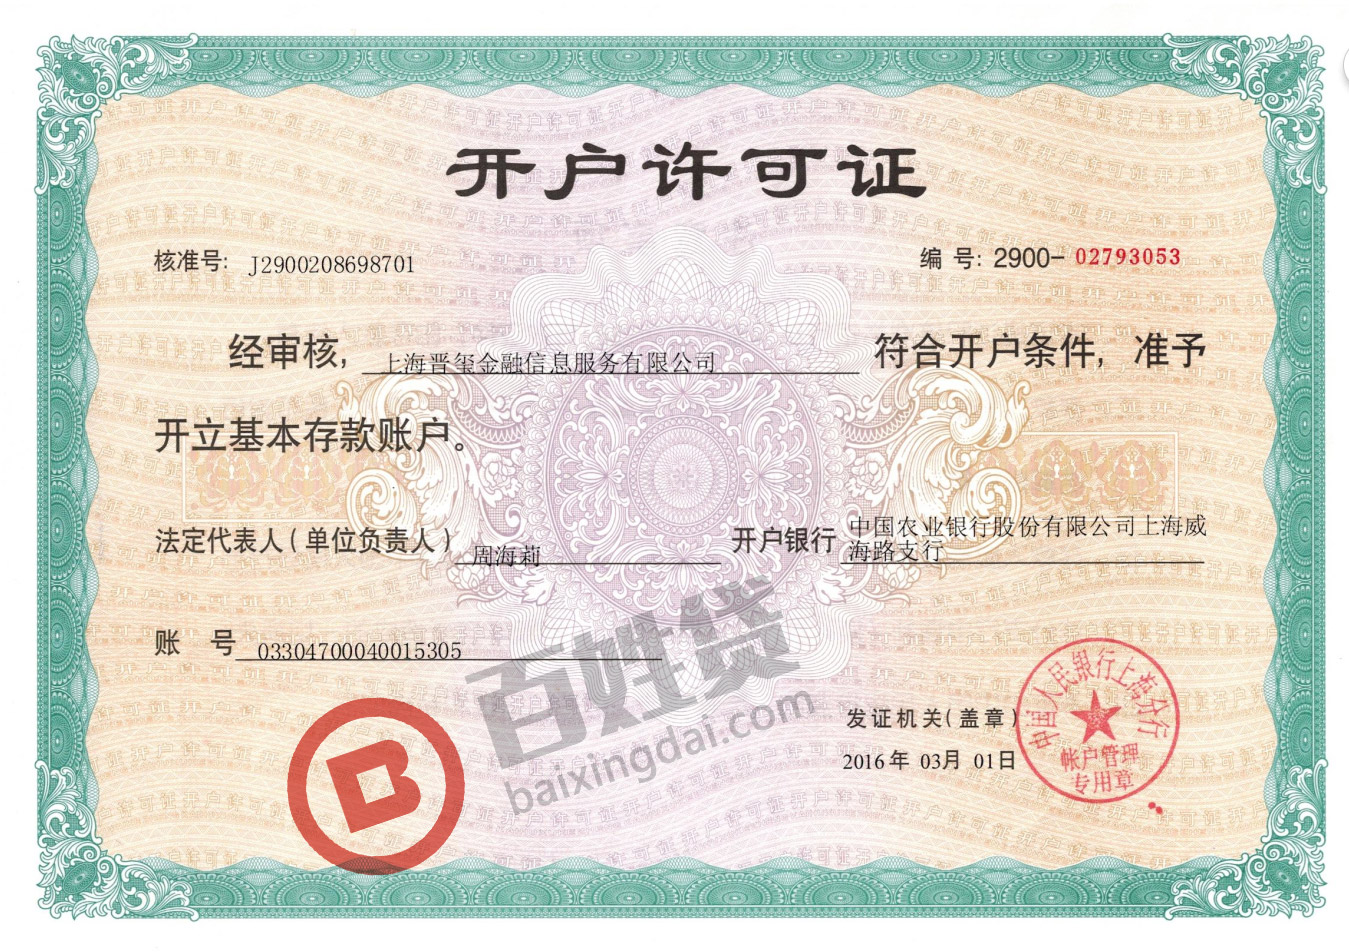 开户许可证
核准号: J2900208698701
编 号: 2900-02793053
经审核, 上海晋玺金融信息服务有限公司 符合开户条件, 准予
开立基本存款账户。
法定代表人(单位负责人) 周海莉
开户银行 中国农业银行股份有限公司上海威
海路支行
账 号 03304700040015305
百姓贷
baixingdai.com
发证机关(盖章)
2016年 03月 01日
中国人民银行上海分行
帐户管理
专用章